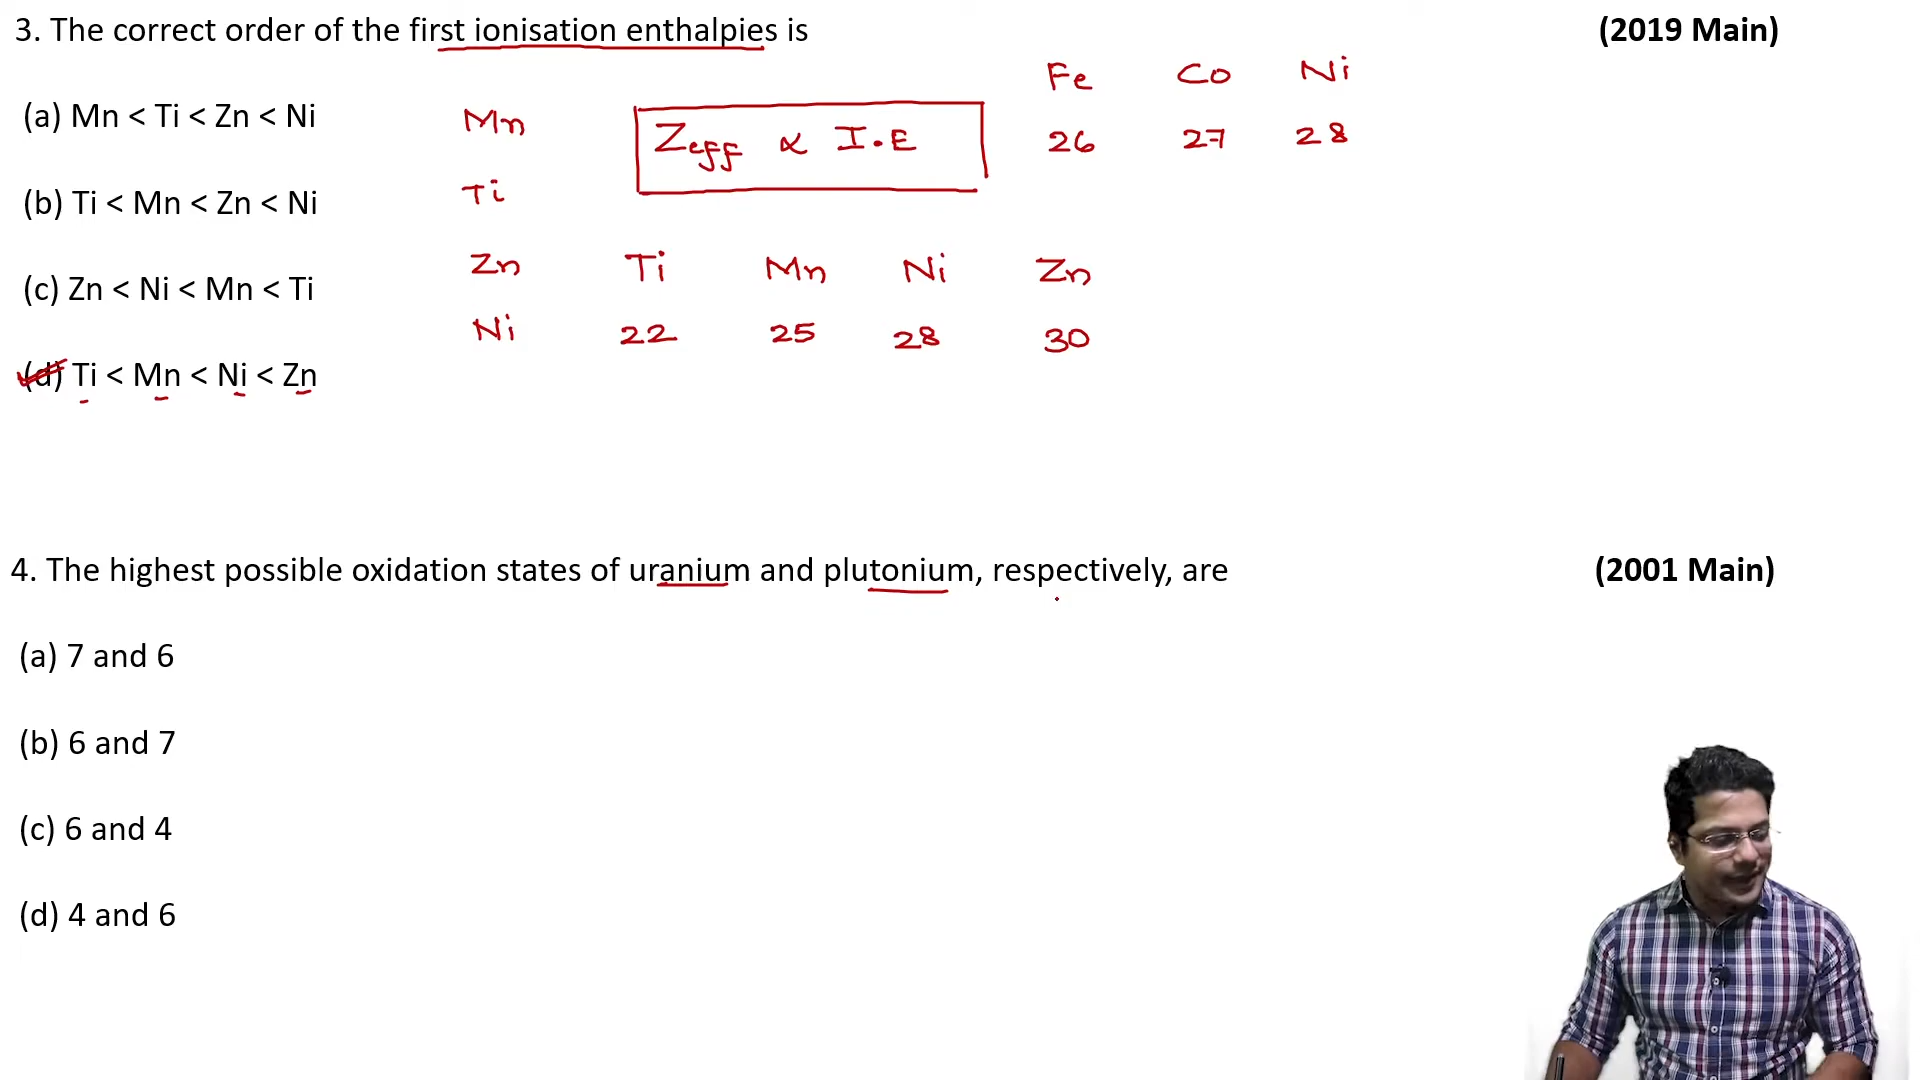 3. The correct order of the first ionisation enthalpies is (2019 Main)
Fe Co Ni
26 27 28
(a) Mn < Ti < Zn < Ni
(b) Ti < Mn < Zn < Ni
(c) Zn < Ni < Mn < Ti
(d) Ti < Mn < Ni < Zn
Mn
Ti
Zn
Ni
Zeff ∝ I.E
Ti Mn Ni Zn
22 25 28 30
4. The highest possible oxidation states of uranium and plutonium, respectively, are (2001 Main)
(a) 7 and 6
(b) 6 and 7
(c) 6 and 4
(d) 4 and 6